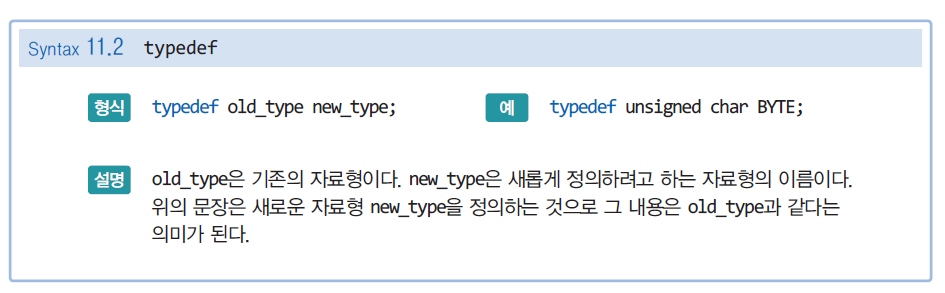 Syntax 11.2 typedef
형식 typedef old_type new_type; 예 typedef unsigned char BYTE;
설명 old_type은 기존의 자료형이다. new_type은 새롭게 정의하려고 하는 자료형의 이름이다.
위의 문장은 새로운 자료형 new_type을 정의하는 것으로 그 내용은 old_type과 같다는
의미가 된다.